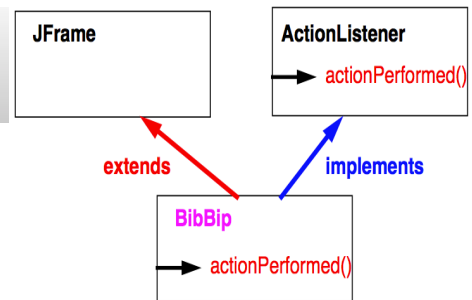 JFrame
ActionListener
actionPerformed()
extends
implements
BibBip
actionPerformed()